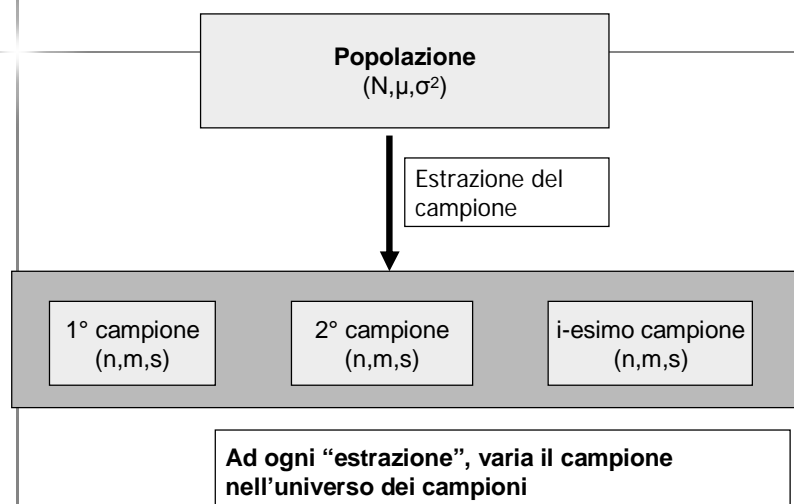 Popolazione
(N,μ,σ²)
Estrazione del
campione
1° campione
(n,m,s)
2° campione
(n,m,s)
i-esimo campione
(n,m,s)
Ad ogni “estrazione”, varia il campione
nell’universo dei campioni